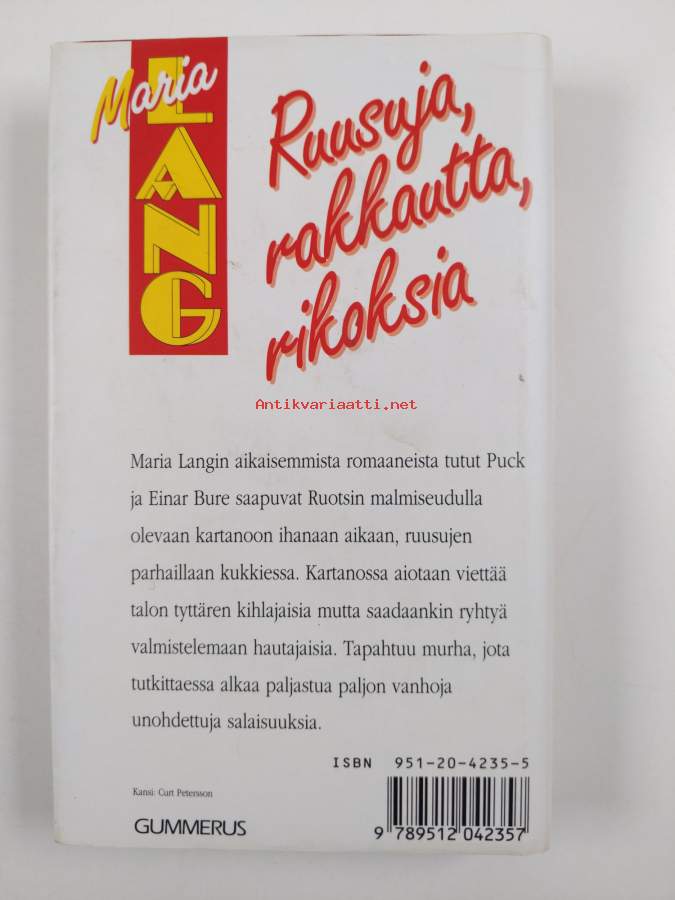 Maria
LANG
Ruusuja,
rakkautta,
rikoksia
Antikvariaatti.net
Maria Langin aikaisemmista romaaneista tutut Puck
ja Einar Bure saapuvat Ruotsin malmiseudulla
olevaan kartanoon ihanaan aikaan, ruusujen
parhaillaan kukkiessa. Kartanossa aiotaan viettää
talon tyttären kihlajaisia mutta saadaankin ryhtyä
valmistelemaan hautajaisia. Tapahtuu murha, jota
tutkittaessa alkaa paljastua paljon vanhoja
unohdettuja salaisuuksia.
ISBN 951-20-4235-5
Kansi: Curt Petersson
GUMMERUS
9 789512 042357